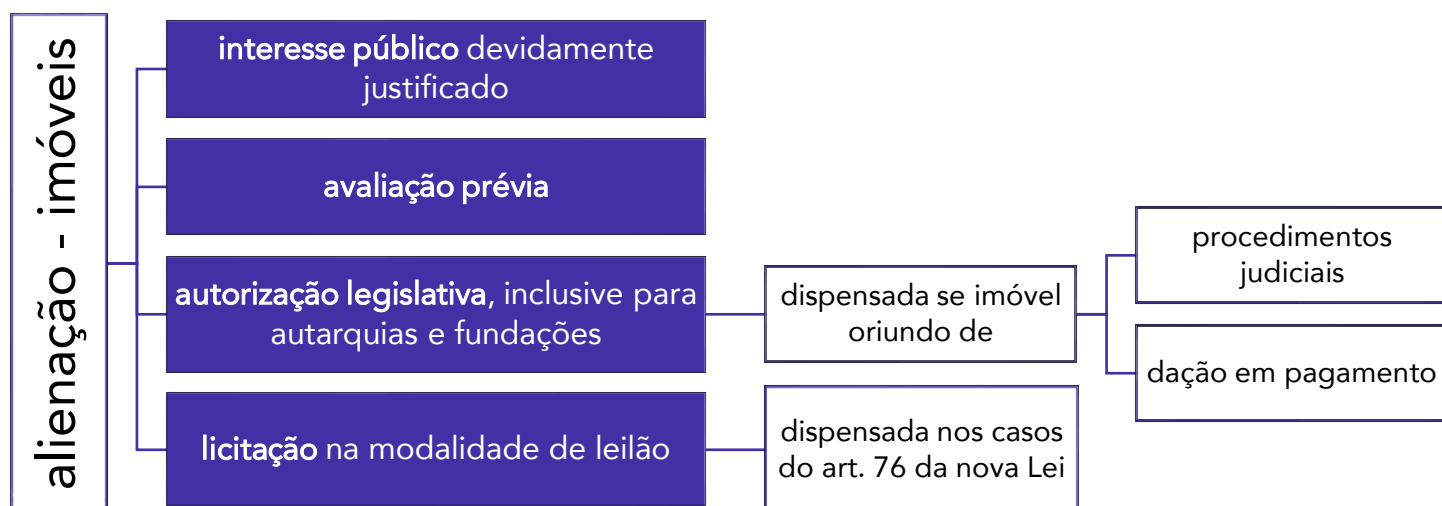 alienação - imóveis
interesse público devidamente
justificado
avaliação prévia
autorização legislativa, inclusive para
autarquias e fundações
dispensada se imóvel
oriundo de
procedimentos
judiciais
dação em pagamento
licitação na modalidade de leilão
dispensada nos casos
do art. 76 da nova Lei